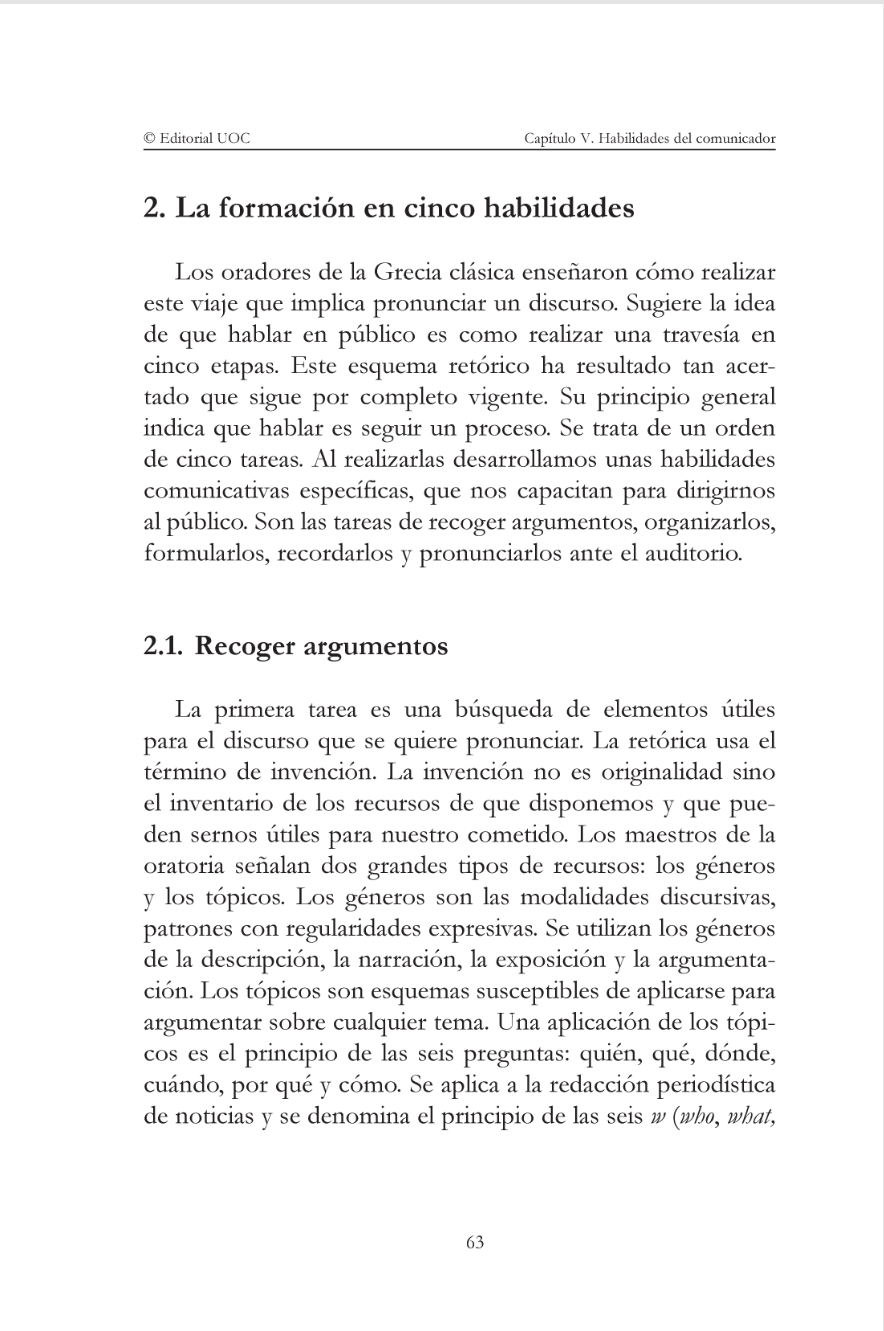 © Editorial UOC
Capítulo V. Habilidades del comunicador
2. La formación en cinco habilidades
Los oradores de la Grecia clásica enseñaron cómo realizar
este viaje que implica pronunciar un discurso. Sugiere la idea
de que hablar en público es como realizar una travesía en
cinco etapas. Este esquema retórico ha resultado tan acer-
tado que sigue por completo vigente. Su principio general
indica que hablar es seguir un proceso. Se trata de un orden
de cinco tareas. Al realizarlas desarrollamos unas habilidades
comunicativas específicas, que nos capacitan para dirigirnos
al público. Son las tareas de recoger argumentos, organizarlos,
formularlos, recordarlos y pronunciarlos ante el auditorio.
2.1. Recoger argumentos
La primera tarea es una búsqueda de elementos útiles
para el discurso que se quiere pronunciar. La retórica usa el
término de invención. La invención no es originalidad sino
el inventario de los recursos de que disponemos y que pue-
den sernos útiles para nuestro cometido. Los maestros de la
oratoria señalan dos grandes tipos de recursos: los géneros
y los tópicos. Los géneros son las modalidades discursivas,
patrones con regularidades expresivas. Se utilizan los géneros
de la descripción, la narración, la exposición y la argumenta-
ción. Los tópicos son esquemas susceptibles de aplicarse para
argumentar sobre cualquier tema. Una aplicación de los tópi-
cos es el principio de las seis preguntas: quién, qué, dónde,
cuándo, por qué y cómo. Se aplica a la redacción periodística
de noticias y se denomina el principio de las seis w (who, what,
63